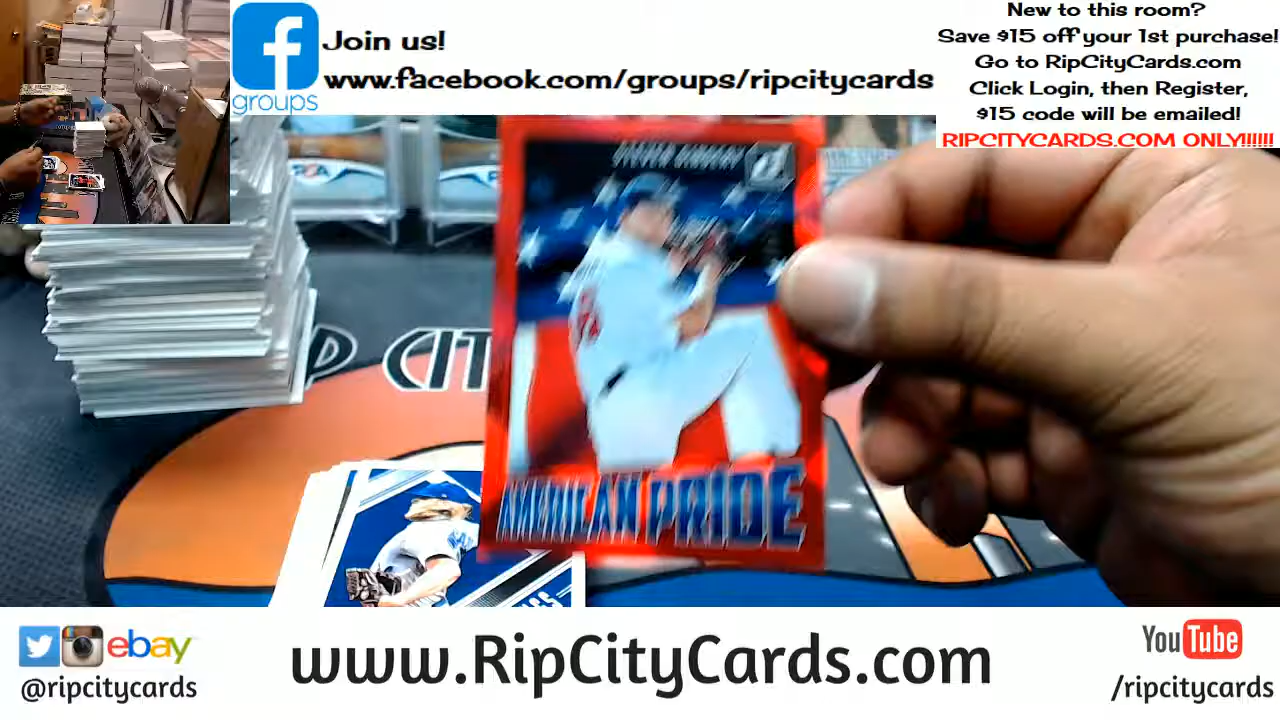 groups
Join us!
www.facebook.com/groups/ripcitycards
New to this room?
Save $15 off your 1st purchase!
Go to RipCityCards.com
Click Login, then Register,
$15 code will be emailed!
RIPCITYCARDS.COM ONLY!!!!!!
AMERICAN PRIDE
ebay
@ripcitycards
www.RipCityCards.com
YouTube
/ripcitycards